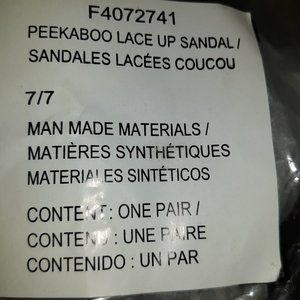 F4072741
PEEKABOO LACE UP SANDAL /
SANDALES LACÉES COUCOU
7/7
MAN MADE MATERIALS /
MATIÈRES SYNTHÉTIQUES
MATERIALES SINTÉTICOS
CONTENT : ONE PAIR /
CONTENU : UNE PAIRE
CONTENIDO : UN PAR